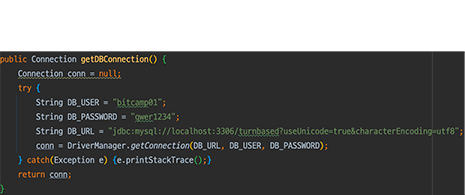 public Connection getDBConnection() {
Connection conn = null;
try {
String DB_USER = "bitcamp01";
String DB_PASSWORD = "qwer1234";
String DB_URL = "jdbc:mysql://localhost:3306/turnbased?useUnicode=true&characterEncoding=utf8";
conn = DriverManager.getConnection(DB_URL, DB_USER, DB_PASSWORD);
} catch(Exception e) {e.printStackTrace();}
return conn;
}